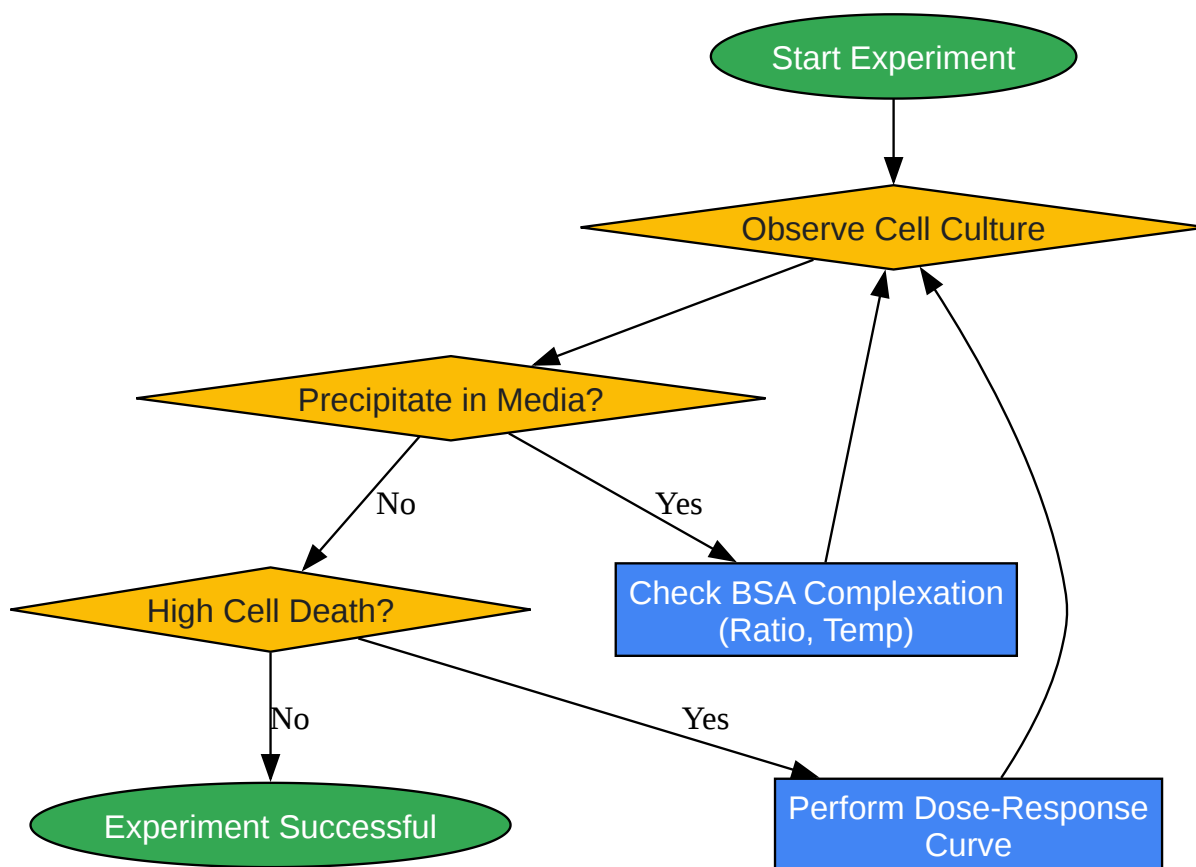 Start Experiment
Observe Cell Culture
Precipitate in Media?
No
Yes
Check BSA Complexation
(Ratio, Temp)
High Cell Death?
No
Yes
Experiment Successful
Perform Dose-Response
Curve